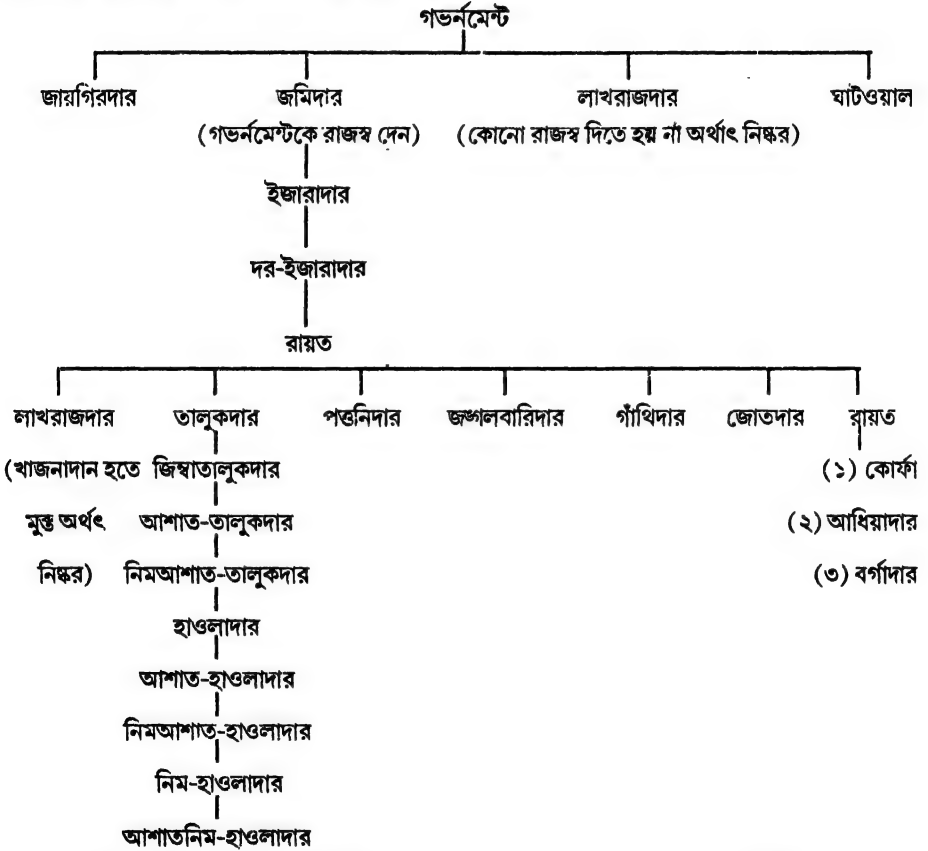 গভর্নমেন্ট
জায়গিরদার জমিদার লাখরাজদার ঘাটওয়াল
(গভর্নমেন্টকে রাজস্ব দেন) (কোনো রাজস্ব দিতে হয় না অর্থাৎ নিষ্কর)
ইজারাদার
দর-ইজারাদার
রায়ত
লাখরাজদার তালুকদার পত্তনিদার জঙ্গলবারিদার গাঁথিদার জোতদার রায়ত
(খাজনাদান হতে জিম্বাতালুকদার (১) কোর্ফা
মুক্ত অর্থৎ আশাত-তালুকদার (২) আধিয়াদার
নিষ্কর) নিমআশাত-তালুকদার (৩) বর্গাদার
হাওলাদার
আশাত-হাওলাদার
নিমআশাত-হাওলাদার
নিম-হাওলাদার
আশাতনিম-হাওলাদার